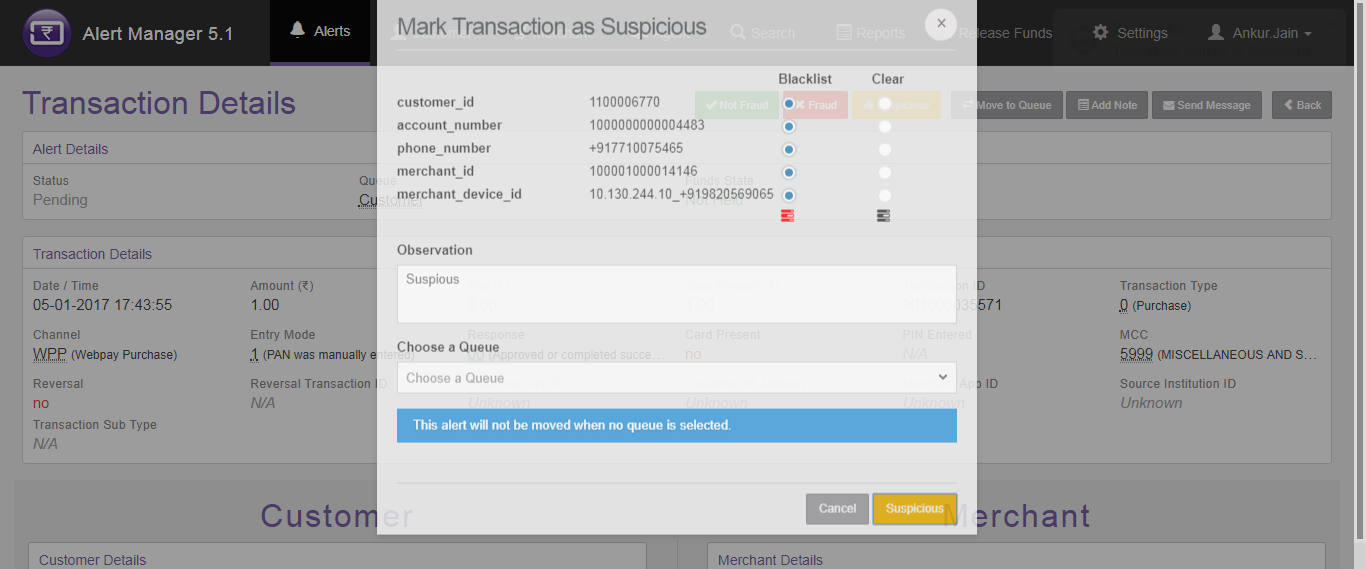 Alert Manager 5.1
Alerts
Search
Reports
Release Funds
Settings
Ankur.Jain
Mark Transaction as Suspicious
×
Transaction Details
Not Fraud
Fraud
Move to Queue
Add Note
Send Message
Back
Blacklist Clear
customer_id 1100006770
account_number 1000000000004483
phone_number +917710075465
merchant_id 100001000014146
merchant_device_id 10.130.244.10_+919820569065
Observation
Suspious
Choose a Queue
Choose a Queue
This alert will not be moved when no queue is selected.
Cancel
Suspicious
Alert Details
Status
Pending
Queue
Customer
Funds State
Not Held
Transaction Details
Date / Time
05-01-2017 17:43:55
Amount (₹)
1.00
Transaction Type
0 (Purchase)
Channel
WPP (Webpay Purchase)
Entry Mode
1 (PAN was manually entered)
Response
00 (Approved or completed succe...
Card Present
no
PIN Entered
N/A
MCC
5999 (MISCELLANEOUS AND S...
Reversal
no
Reversal Transaction ID
N/A
Unknown
Unknown
App ID
Unknown
Source Institution ID
Unknown
Transaction Sub Type
N/A
Customer
Merchant
Customer Details
Merchant Details